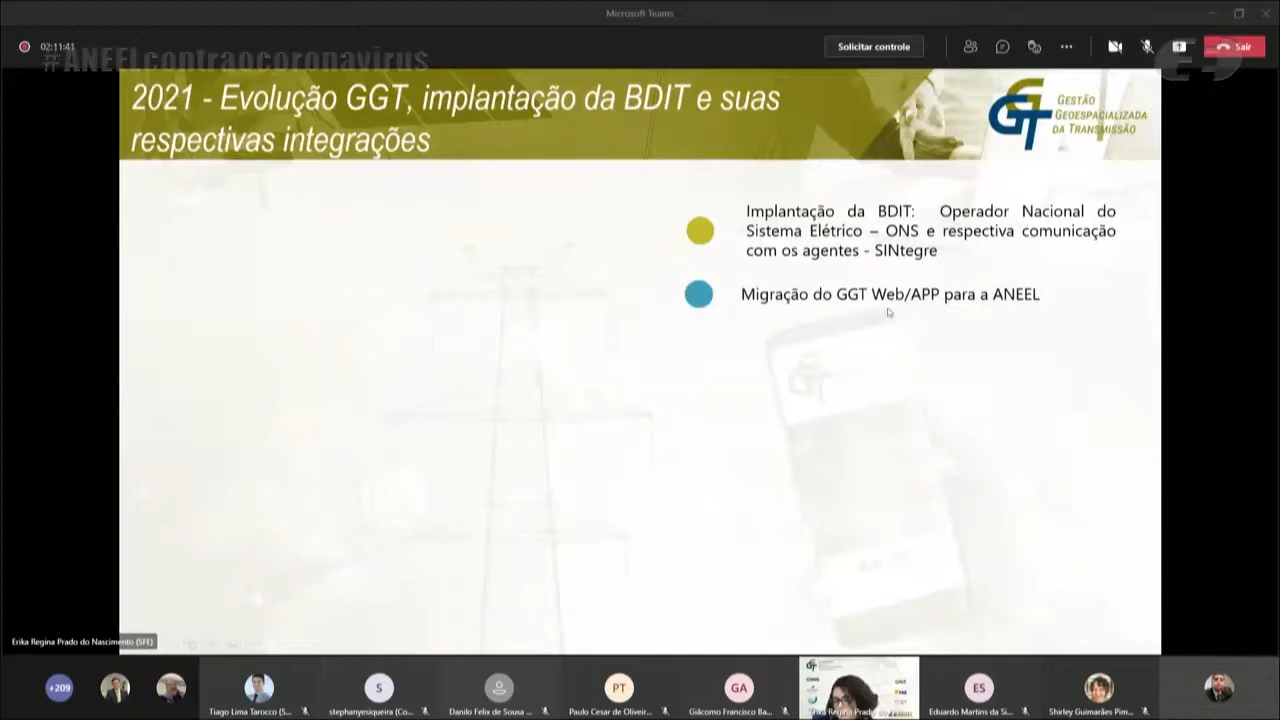 Microsoft Teams
02:11:41
#ANEELcontraocoronavírus
Solicitar controle
Sair
2021 - Evolução GGT, implantação da BDIT e suas
respectivas integrações
GGT
GESTÃO
GEOESPACIALIZADA
DA TRANSMISSÃO
Implantação da BDIT: Operador Nacional do
Sistema Elétrico – ONS e respectiva comunicação
com os agentes - SINtegre
Migração do GGT Web/APP para a ANEEL
Erika Regina Prado do Nascimento (SFE)
+209
S
PT
GA
ES
Tiago Lima Tarocco (S...
stephanyesiqueira (Co...
Danilo Felix de Sousa ...
Paulo Cesar de Oliveir...
Giácomo Francisco Ba...
Eduardo Martins da Si...
Shirley Guimarães Pim...